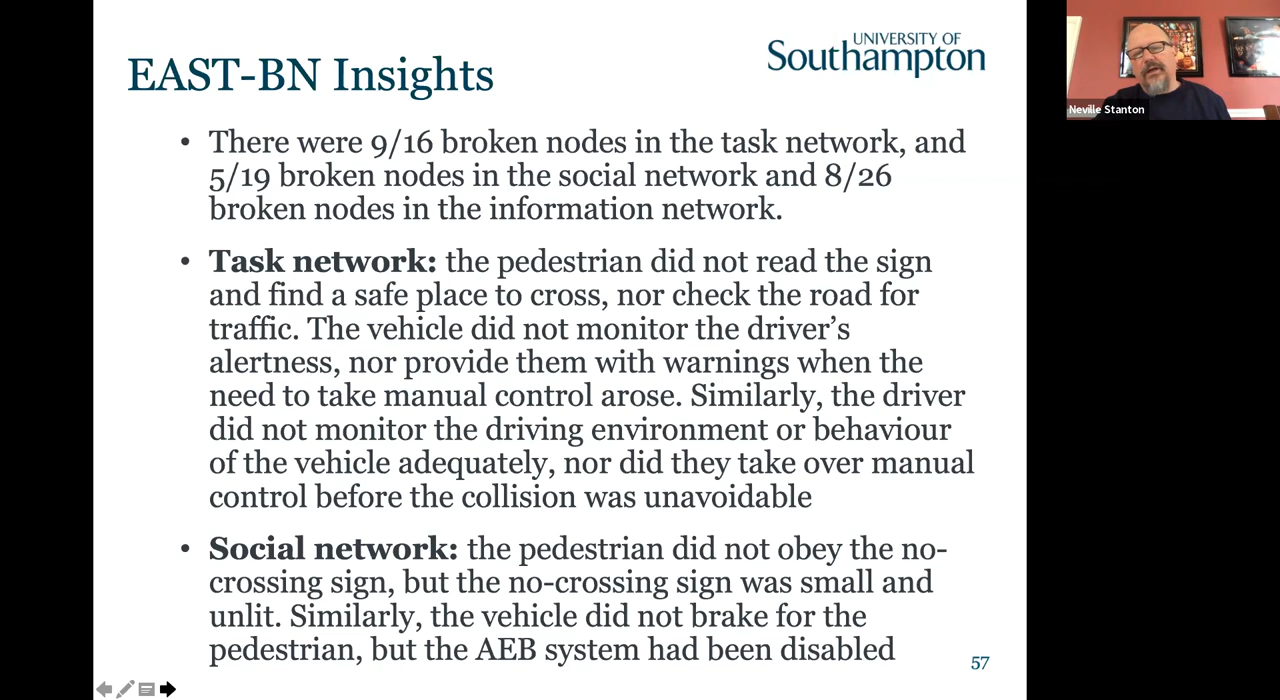 EAST-BN Insights
UNIVERSITY OF
Southampton
• There were 9/16 broken nodes in the task network, and
5/19 broken nodes in the social network and 8/26
broken nodes in the information network.
• Task network: the pedestrian did not read the sign
and find a safe place to cross, nor check the road for
traffic. The vehicle did not monitor the driver’s
alertness, nor provide them with warnings when the
need to take manual control arose. Similarly, the driver
did not monitor the driving environment or behaviour
of the vehicle adequately, nor did they take over manual
control before the collision was unavoidable
• Social network: the pedestrian did not obey the no-
crossing sign, but the no-crossing sign was small and
unlit. Similarly, the vehicle did not brake for the
pedestrian, but the AEB system had been disabled
57
Neville Stanton